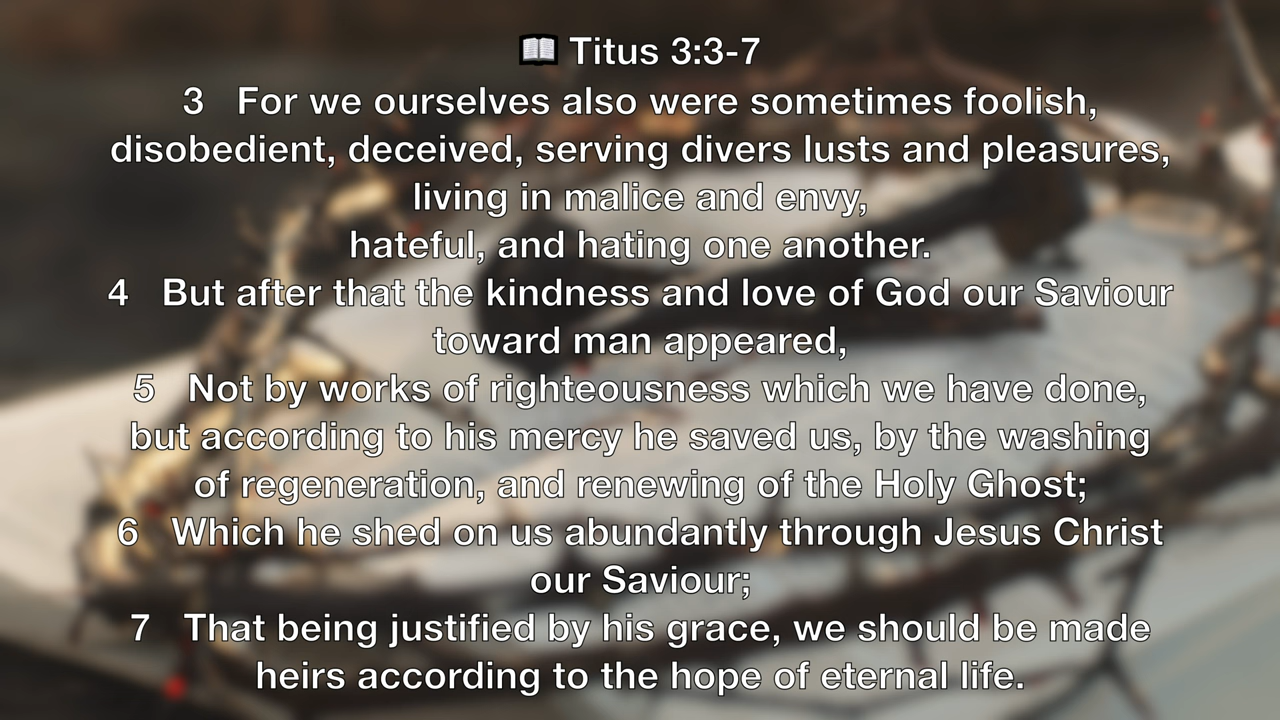 📖 Titus 3:3-7
3 For we ourselves also were sometimes foolish,
disobedient, deceived, serving divers lusts and pleasures,
living in malice and envy,
hateful, and hating one another.
4 But after that the kindness and love of God our Saviour
toward man appeared,
5 Not by works of righteousness which we have done,
but according to his mercy he saved us, by the washing
of regeneration, and renewing of the Holy Ghost;
6 Which he shed on us abundantly through Jesus Christ
our Saviour;
7 That being justified by his grace, we should be made
heirs according to the hope of eternal life.